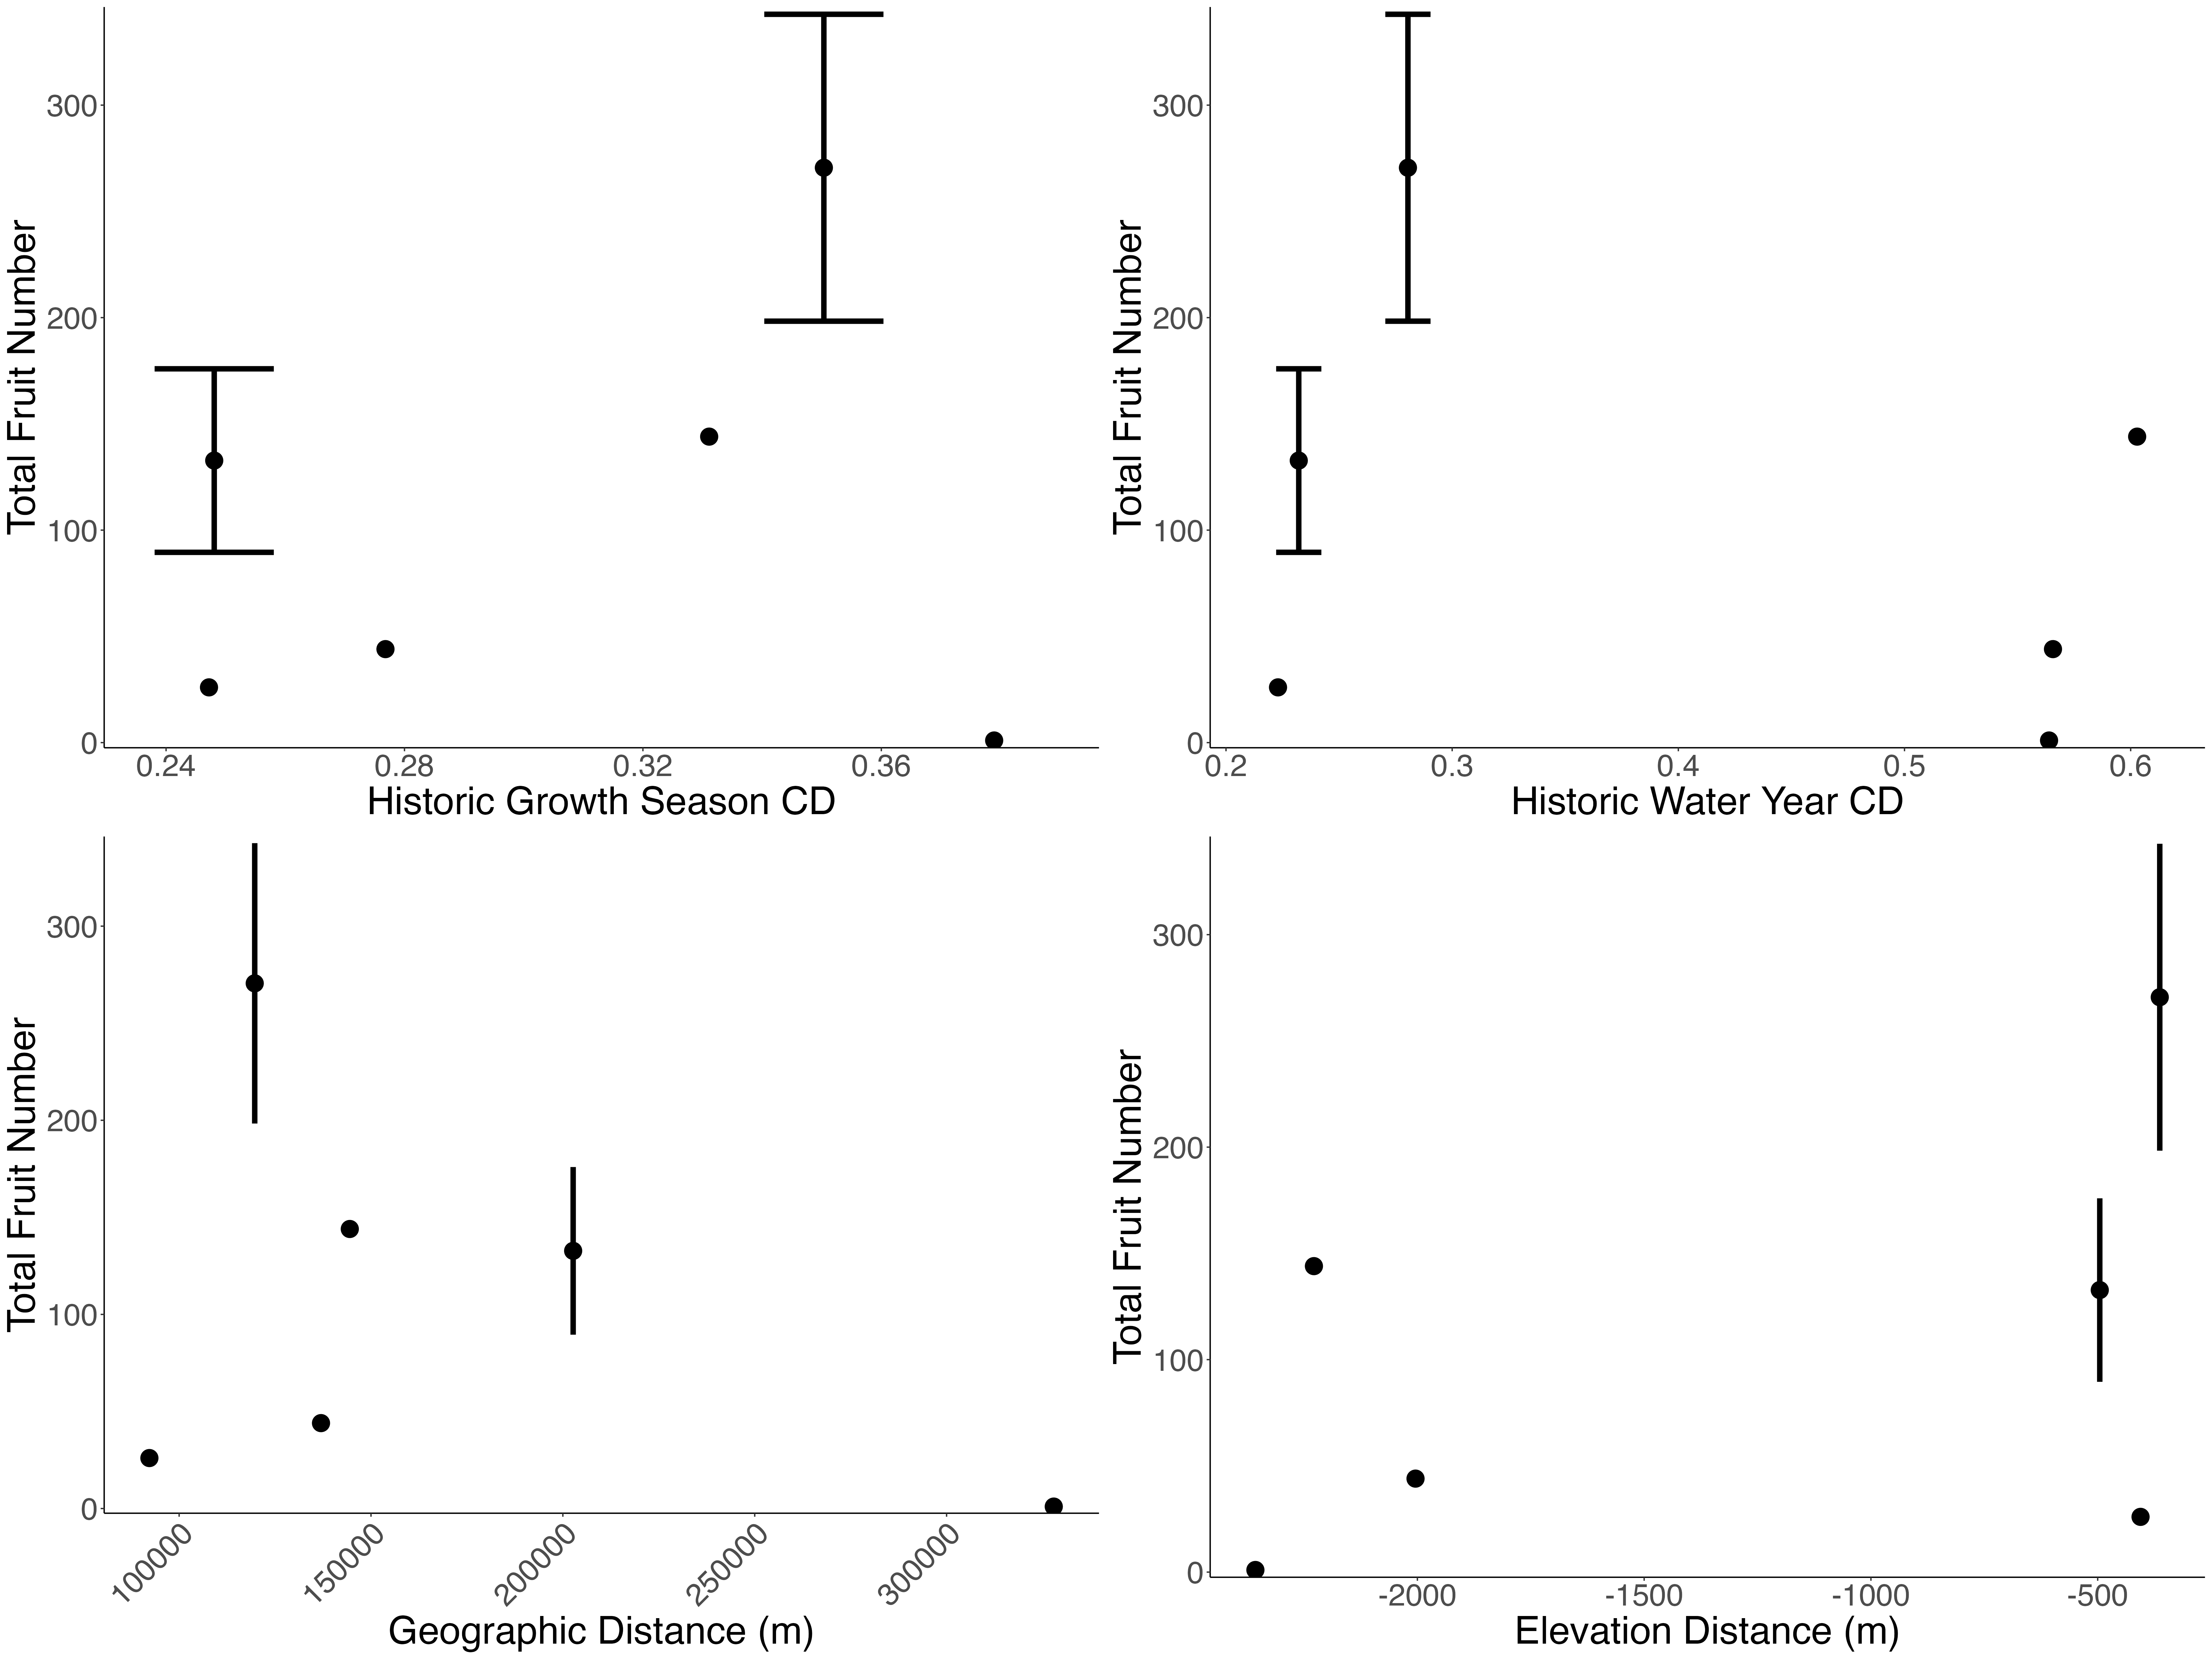 Total Fruit Number
300
200
100
0
0.24 0.28 0.32 0.36
Historic Growth Season CD
Total Fruit Number
300
200
100
0
0.2 0.3 0.4 0.5 0.6
Historic Water Year CD
Total Fruit Number
300
200
100
0
100000 150000 200000 250000 300000
Geographic Distance (m)
Total Fruit Number
300
200
100
0
-2000 -1500 -1000 -500
Elevation Distance (m)